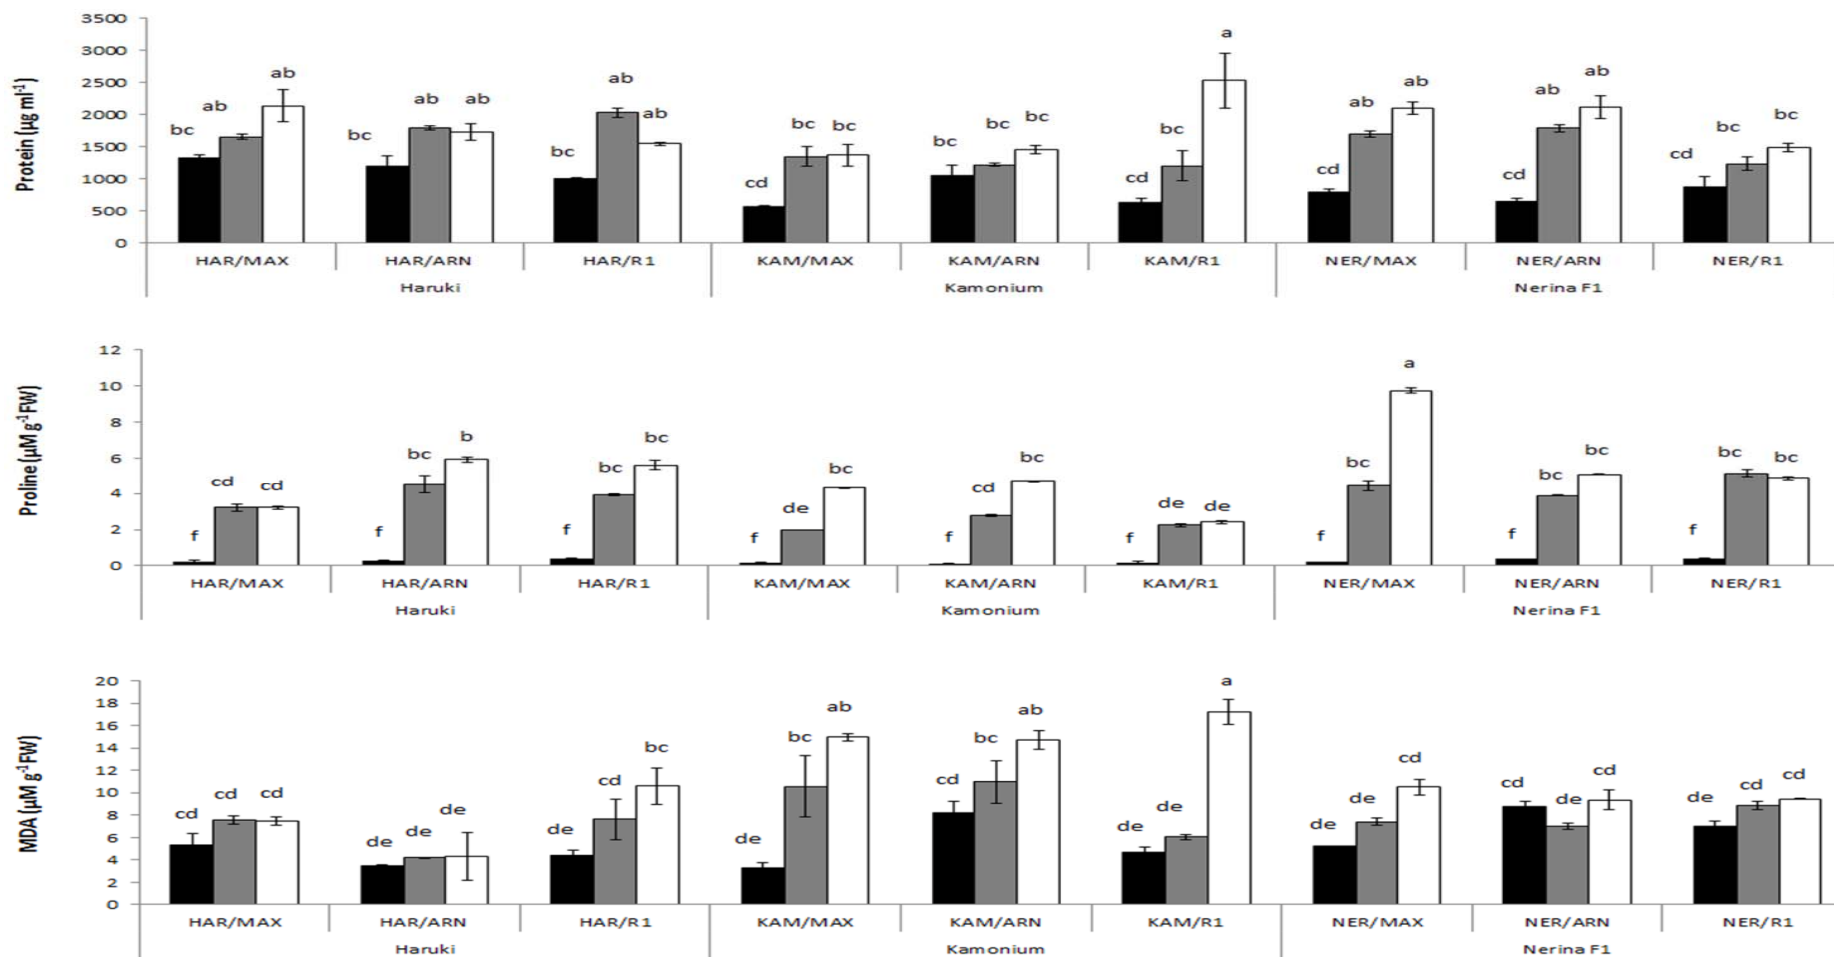 Protein (µg ml⁻¹)
3500
3000
2500
2000
1500
1000
500
0
bc ab ab
bc ab ab
bc ab ab
cd bc bc
bc bc bc
cd bc a
cd ab ab
cd ab ab
cd bc bc
HAR/MAX HAR/ARN HAR/R1 KAM/MAX KAM/ARN KAM/R1 NER/MAX NER/ARN NER/R1
Haruki Kamonium Nerina F1
Proline (µM g⁻¹FW)
12
10
8
6
4
2
0
f cd cd
f bc b
f bc bc
f de bc
f cd bc
f de de
f bc a
f bc bc
f bc bc
HAR/MAX HAR/ARN HAR/R1 KAM/MAX KAM/ARN KAM/R1 NER/MAX NER/ARN NER/R1
Haruki Kamonium Nerina F1
MDA (µM g⁻¹FW)
20
18
16
14
12
10
8
6
4
2
0
cd cd cd
de de de
de cd bc
de bc ab
cd bc ab
de de a
de de cd
cd de cd
de cd cd
HAR/MAX HAR/ARN HAR/R1 KAM/MAX KAM/ARN KAM/R1 NER/MAX NER/ARN NER/R1
Haruki Kamonium Nerina F1